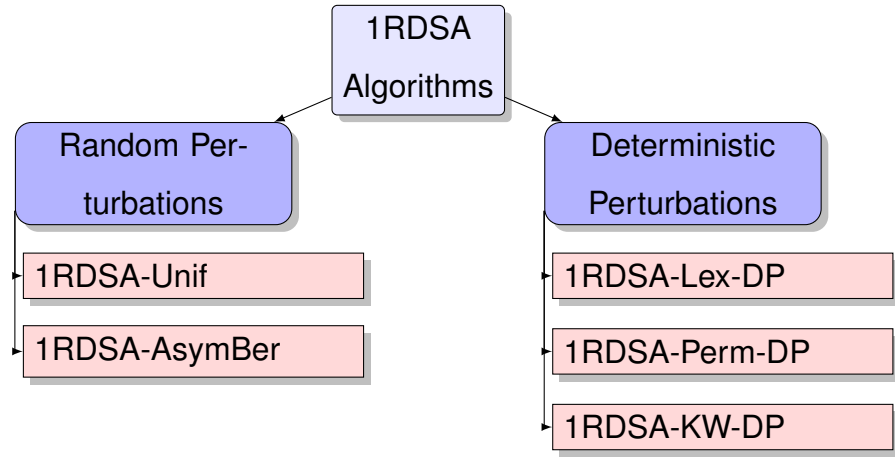 1RDSA
Algorithms
Random Per-
turbations
1RDSA-Unif
1RDSA-AsymBer
Deterministic
Perturbations
1RDSA-Lex-DP
1RDSA-Perm-DP
1RDSA-KW-DP